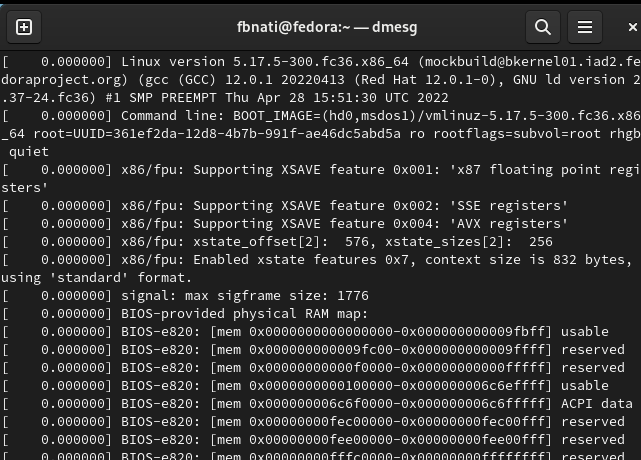 fbnati@fedora:~ — dmesg
[    0.000000] Linux version 5.17.5-300.fc36.x86_64 (mockbuild@bkernel01.iad2.fe
doraproject.org) (gcc (GCC) 12.0.1 20220413 (Red Hat 12.0.1-0), GNU ld version 2
.37-24.fc36) #1 SMP PREEMPT Thu Apr 28 15:51:30 UTC 2022
[    0.000000] Command line: BOOT_IMAGE=(hd0,msdos1)/vmlinuz-5.17.5-300.fc36.x86
_64 root=UUID=361ef2da-12d8-4b7b-991f-ae46dc5abd5a ro rootflags=subvol=root rhgb
 quiet
[    0.000000] x86/fpu: Supporting XSAVE feature 0x001: 'x87 floating point regi
sters'
[    0.000000] x86/fpu: Supporting XSAVE feature 0x002: 'SSE registers'
[    0.000000] x86/fpu: Supporting XSAVE feature 0x004: 'AVX registers'
[    0.000000] x86/fpu: xstate_offset[2]:  576, xstate_sizes[2]:  256
[    0.000000] x86/fpu: Enabled xstate features 0x7, context size is 832 bytes,
using 'standard' format.
[    0.000000] signal: max sigframe size: 1776
[    0.000000] BIOS-provided physical RAM map:
[    0.000000] BIOS-e820: [mem 0x0000000000000000-0x000000000009fbff] usable
[    0.000000] BIOS-e820: [mem 0x000000000009fc00-0x000000000009ffff] reserved
[    0.000000] BIOS-e820: [mem 0x00000000000f0000-0x00000000000fffff] reserved
[    0.000000] BIOS-e820: [mem 0x0000000000100000-0x000000006c6effff] usable
[    0.000000] BIOS-e820: [mem 0x000000006c6f0000-0x000000006c6fffff] ACPI data
[    0.000000] BIOS-e820: [mem 0x00000000fec00000-0x00000000fec00fff] reserved
[    0.000000] BIOS-e820: [mem 0x00000000fee00000-0x00000000fee00fff] reserved
[    0.000000] BIOS-e820: [mem 0x00000000fffc0000-0x00000000ffffffff] reserved